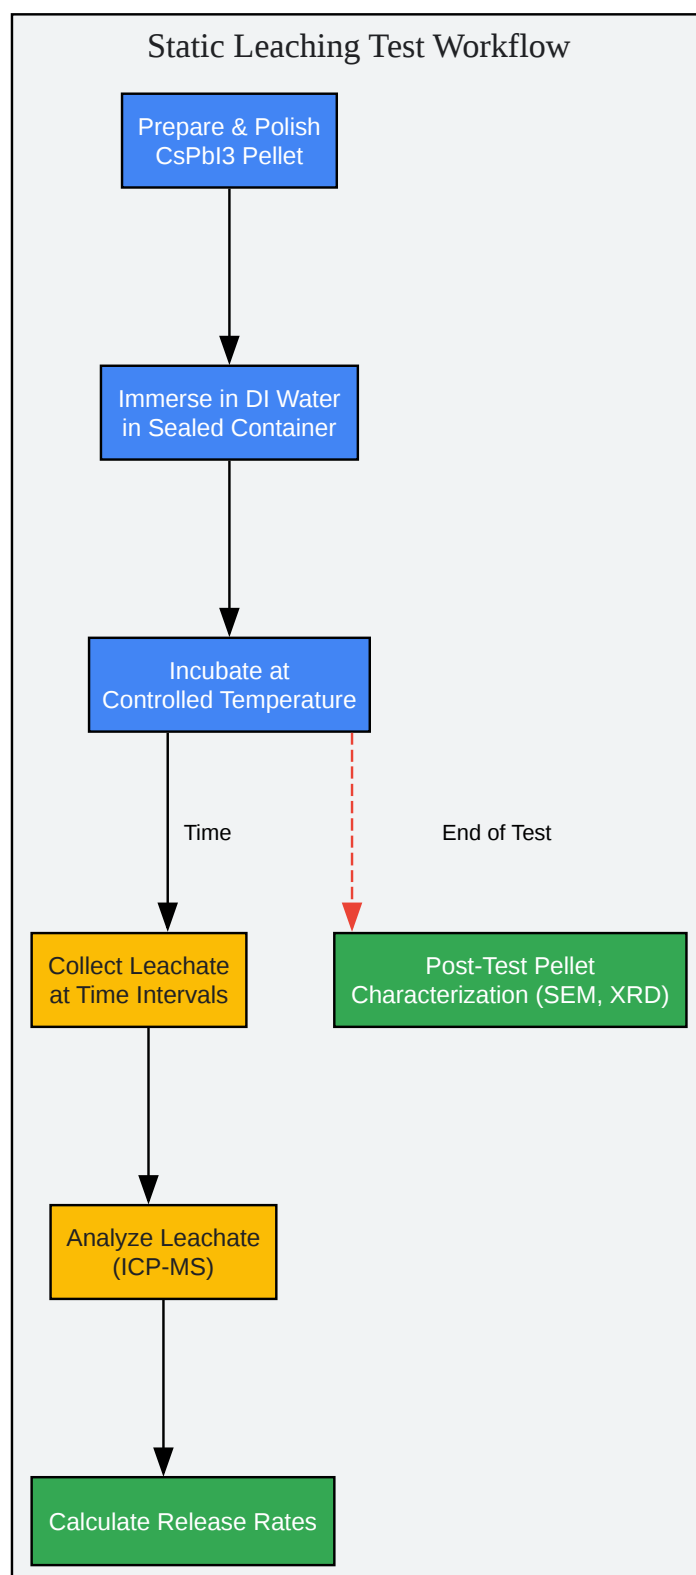 Static Leaching Test Workflow
Prepare & Polish
CsPbI3 Pellet
Immerse in DI Water
in Sealed Container
Incubate at
Controlled Temperature
Time
End of Test
Collect Leachate
at Time Intervals
Post-Test Pellet
Characterization (SEM, XRD)
Analyze Leachate
(ICP-MS)
Calculate Release Rates